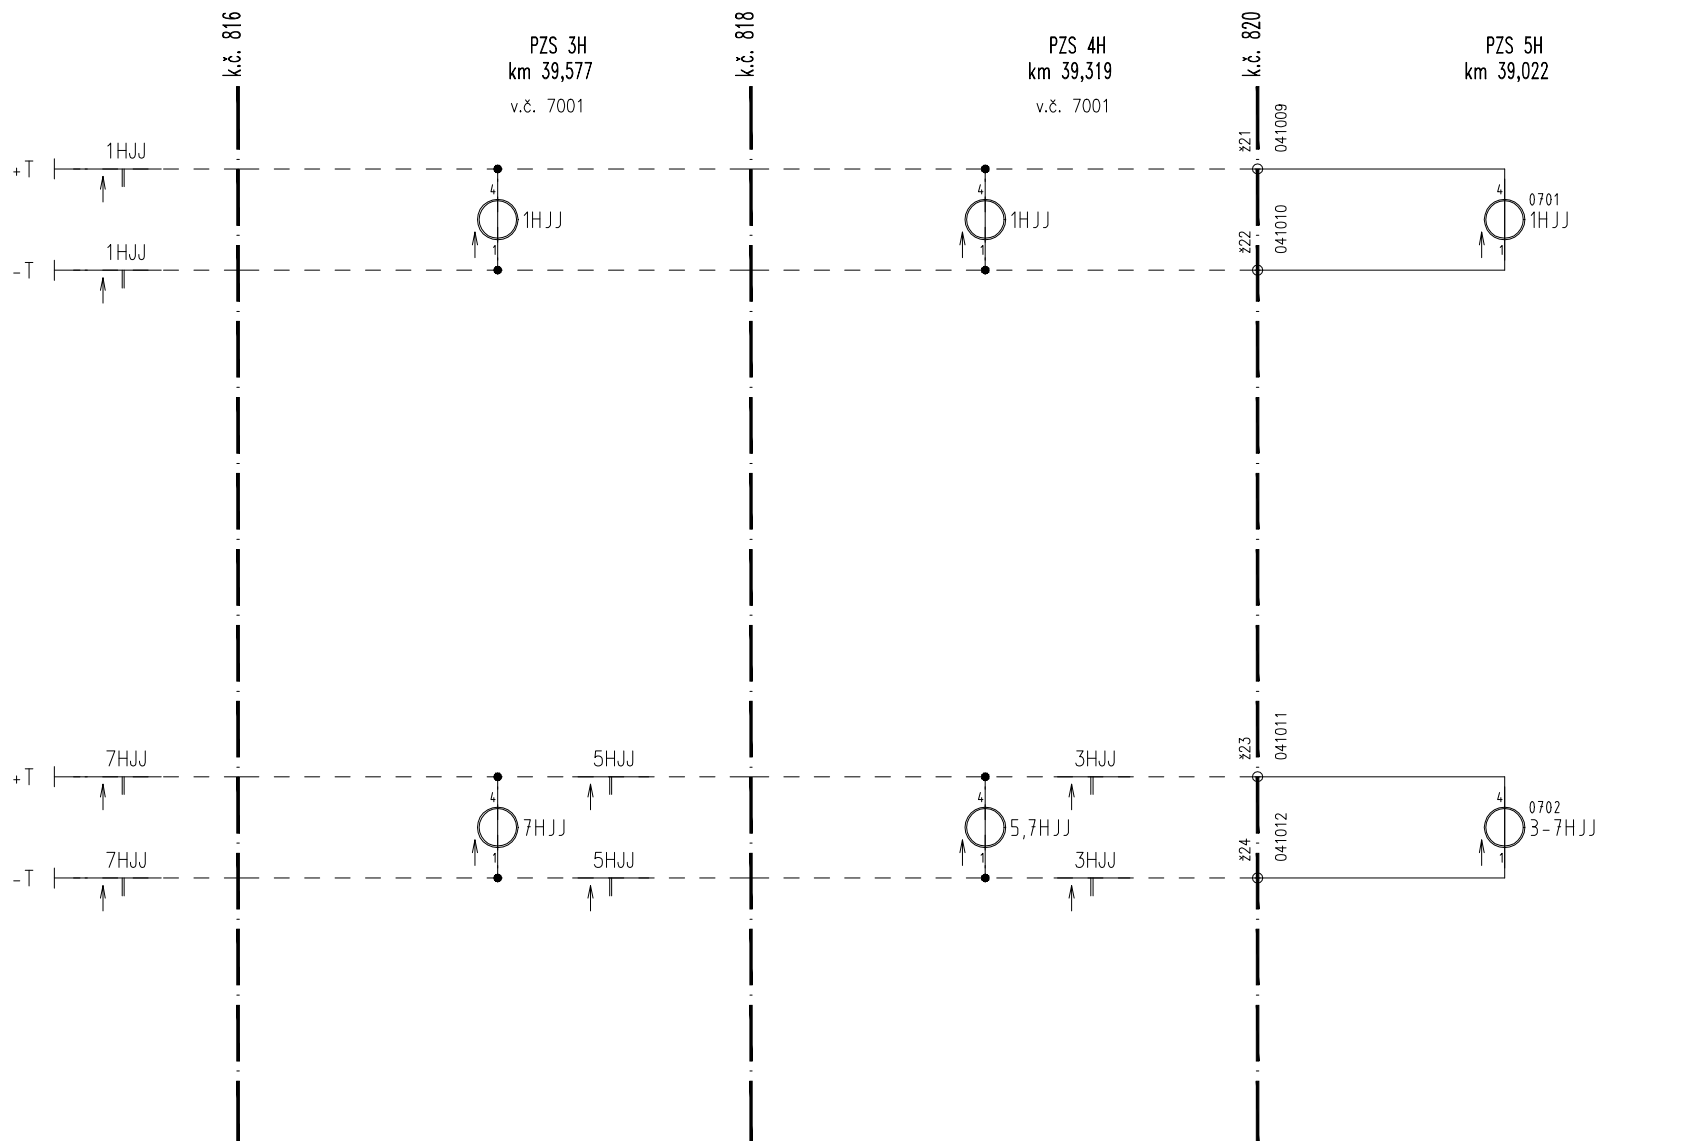 k.č. 816
k.č. 818
k.č. 820
PZS 3H
km 39,577
v.č. 7001
PZS 4H
km 39,319
v.č. 7001
PZS 5H
km 39,022
ž21
041009
+T
1HJJ
4
4
4
0701
1HJJ
1HJJ
1HJJ
1
1
1
ž22
041010
-T
1HJJ
ž23
041011
+T
7HJJ
5HJJ
3HJJ
4
4
4
0702
7HJJ
5,7HJJ
3-7HJJ
1
1
1
ž24
041012
-T
7HJJ
5HJJ
3HJJ